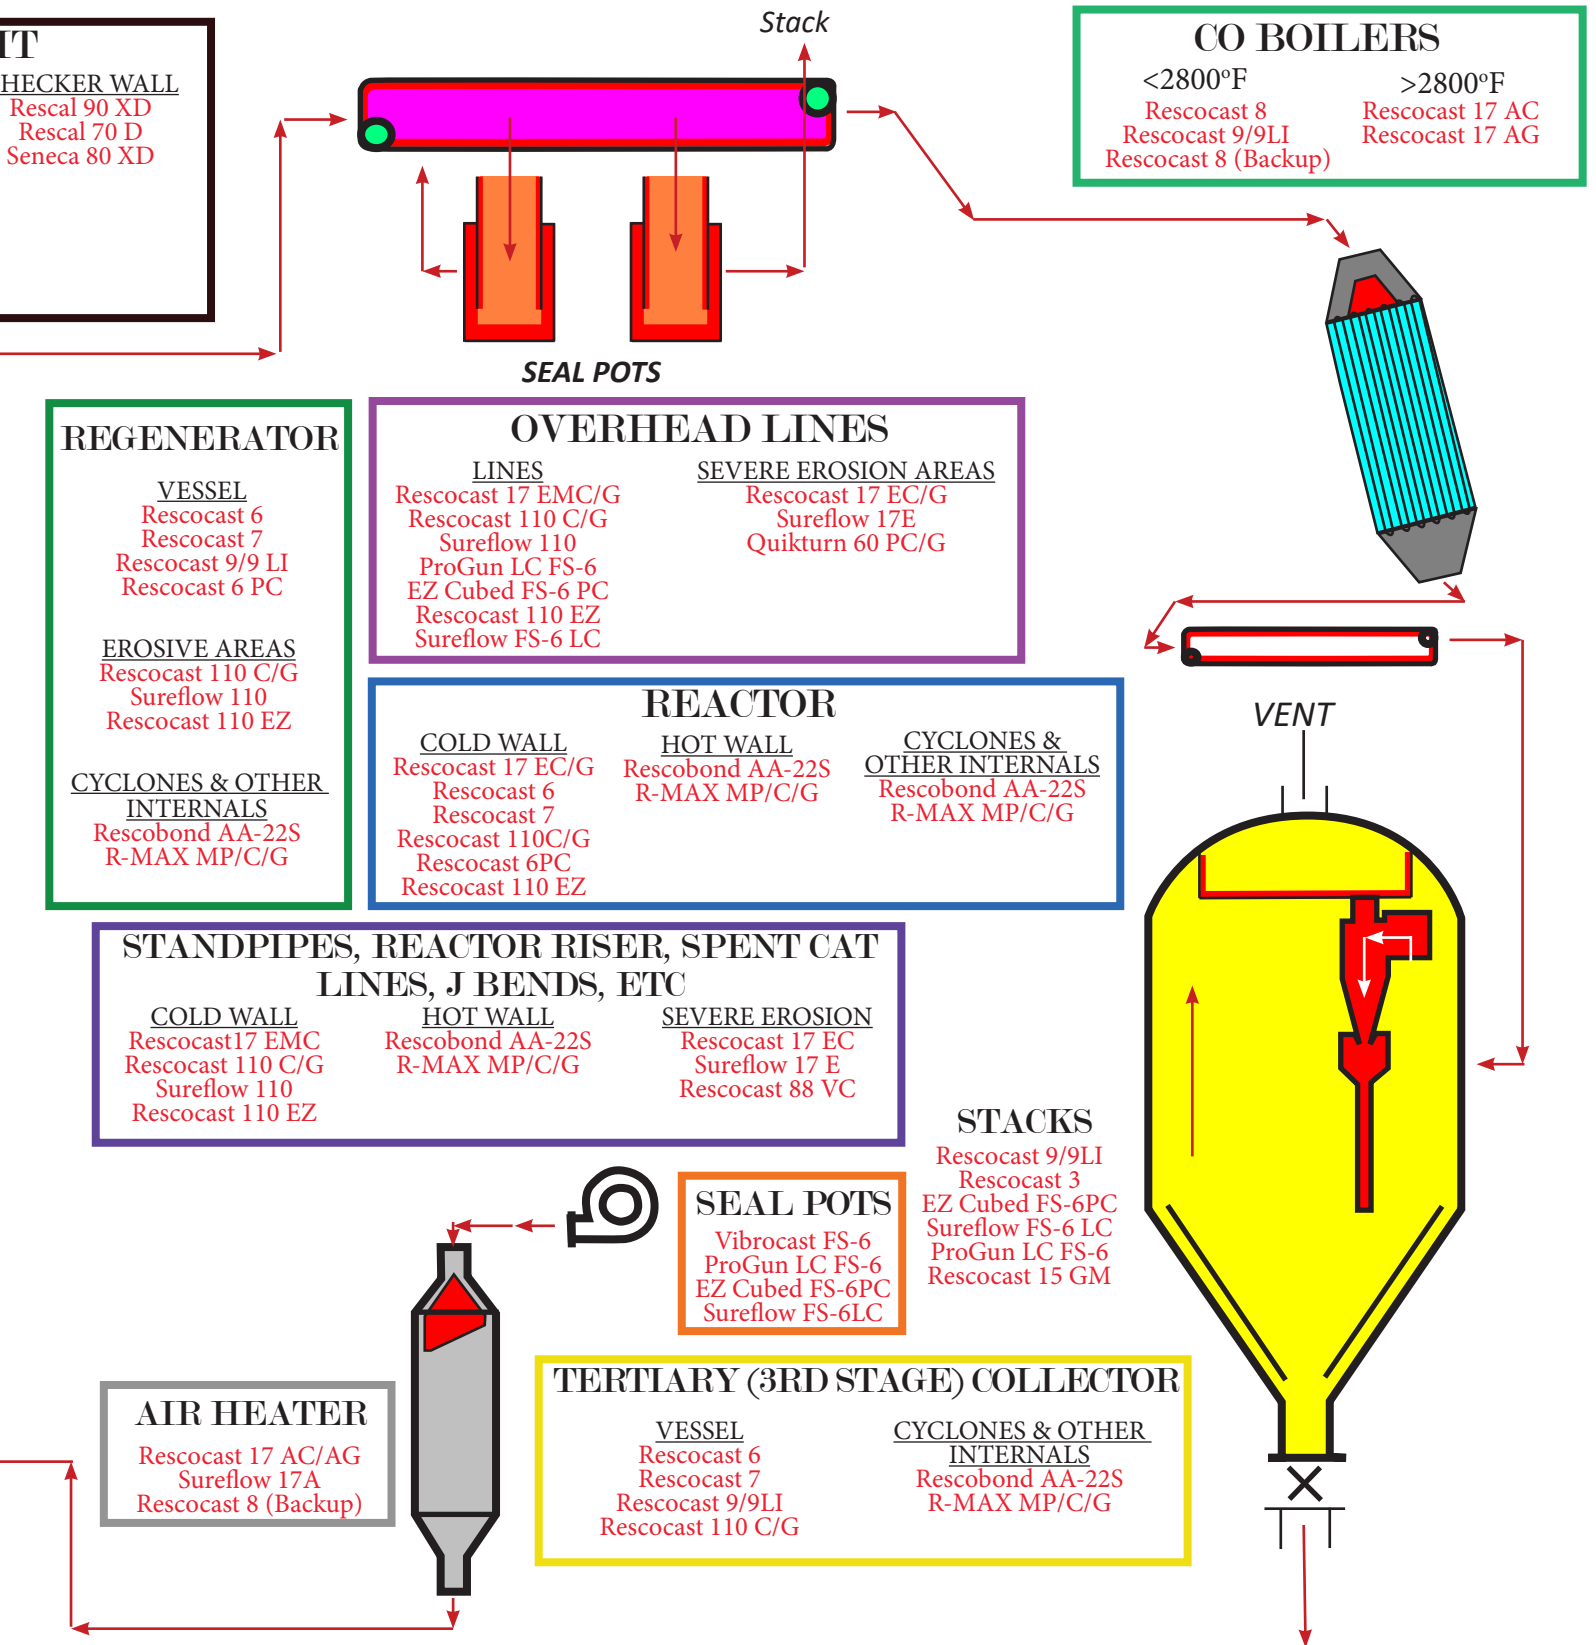 IT
HECKER WALL
Rescal 90 XD
Rescal 70 D
Seneca 80 XD
Stack
CO BOILERS
<2800°F
Rescocast 8
Rescocast 9/9LI
Rescocast 8 (Backup)
>2800°F
Rescocast 17 AC
Rescocast 17 AG
SEAL POTS
REGENERATOR
VESSEL
Rescocast 6
Rescocast 7
Rescocast 9/9 LI
Rescocast 6 PC
EROSIVE AREAS
Rescocast 110 C/G
Sureflow 110
Rescocast 110 EZ
CYCLONES & OTHER
INTERNALS
Rescobond AA-22S
R-MAX MP/C/G
OVERHEAD LINES
LINES
Rescocast 17 EMC/G
Rescocast 110 C/G
Sureflow 110
ProGun LC FS-6
EZ Cubed FS-6 PC
Rescocast 110 EZ
Sureflow FS-6 LC
SEVERE EROSION AREAS
Rescocast 17 EC/G
Sureflow 17E
Quikturn 60 PC/G
REACTOR
COLD WALL
Rescocast 17 EC/G
Rescocast 6
Rescocast 7
Rescocast 110C/G
Rescocast 6PC
Rescocast 110 EZ
HOT WALL
Rescobond AA-22S
R-MAX MP/C/G
CYCLONES &
OTHER INTERNALS
Rescobond AA-22S
R-MAX MP/C/G
VENT
STANDPIPES, REACTOR RISER, SPENT CAT
LINES, J BENDS, ETC
COLD WALL
Rescocast17 EMC
Rescocast 110 C/G
Sureflow 110
Rescocast 110 EZ
HOT WALL
Rescobond AA-22S
R-MAX MP/C/G
SEVERE EROSION
Rescocast 17 EC
Sureflow 17 E
Rescocast 88 VC
STACKS
Rescocast 9/9LI
Rescocast 3
EZ Cubed FS-6PC
Sureflow FS-6 LC
ProGun LC FS-6
Rescocast 15 GM
SEAL POTS
Vibrocast FS-6
ProGun LC FS-6
EZ Cubed FS-6PC
Sureflow FS-6LC
AIR HEATER
Rescocast 17 AC/AG
Sureflow 17A
Rescocast 8 (Backup)
TERTIARY (3RD STAGE) COLLECTOR
VESSEL
Rescocast 6
Rescocast 7
Rescocast 9/9LI
Rescocast 110 C/G
CYCLONES & OTHER
INTERNALS
Rescobond AA-22S
R-MAX MP/C/G